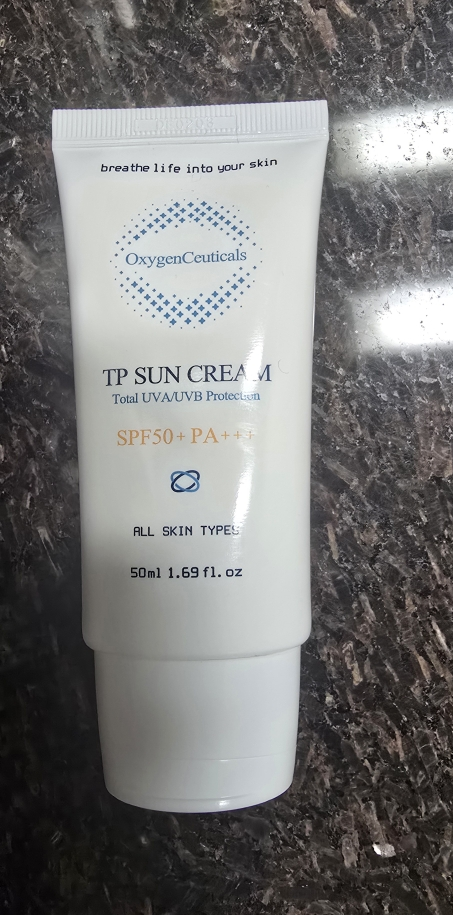 breathe life into your skin
OxygenCeuticals
TP SUN CREAM
Total UVA/UVB Protection
SPF50+ PA+++
ALL SKIN TYPES
50ml 1.69 fl. oz